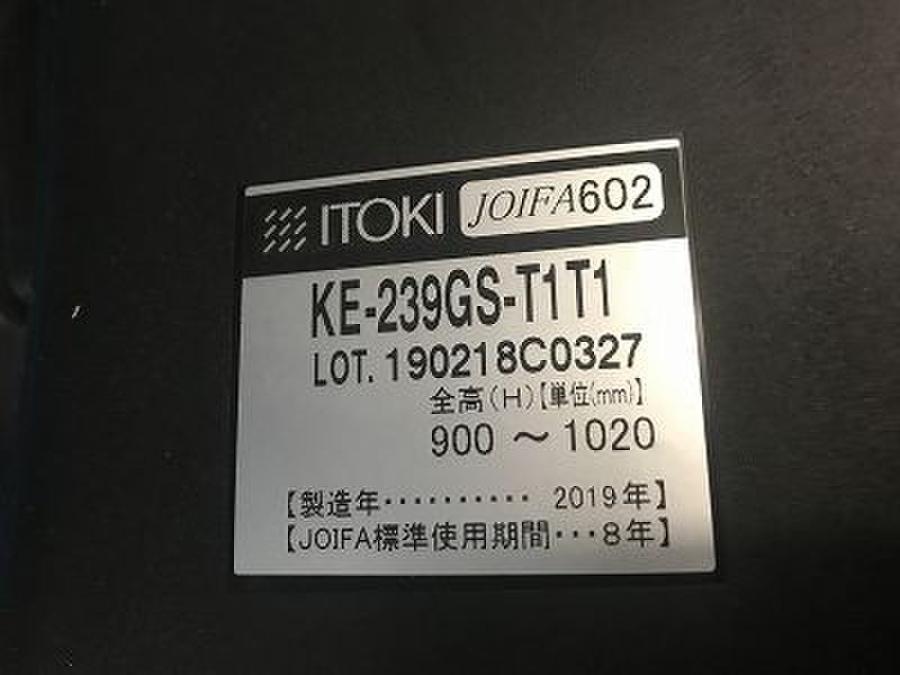 ITOKI JOIFA602
KE-239GS-T1T1
LOT. 190218C0327
全高(H)【単位(mm)】
900 ～ 1020
【製造年·········· 2019年】
【JOIFA標準使用期間···8年】